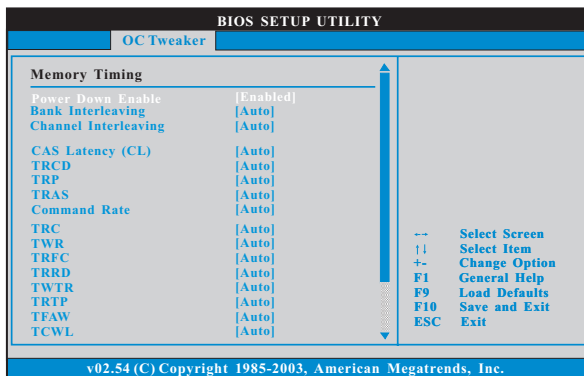 BIOS SETUP UTILITY
OC Tweaker
Memory Timing
Power Down Enable [Enabled]
Bank Interleaving [Auto]
Channel Interleaving [Auto]
CAS Latency (CL) [Auto]
TRCD [Auto]
TRP [Auto]
TRAS [Auto]
Command Rate [Auto]
TRC [Auto]
TWR [Auto]
TRFC [Auto]
TRRD [Auto]
TWTR [Auto]
TRTP [Auto]
TFAW [Auto]
TCWL [Auto]
←→ Select Screen
↑↓ Select Item
+- Change Option
F1 General Help
F9 Load Defaults
F10 Save and Exit
ESC Exit
v02.54 (C) Copyright 1985-2003, American Megatrends, Inc.